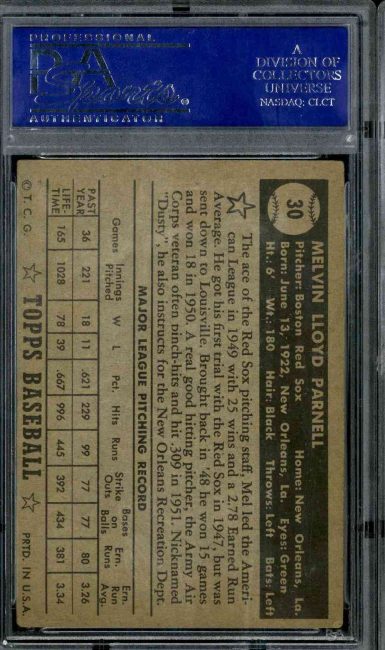 PROFESSIONAL
PSA
Sports.
AUTHENTICATOR
A
DIVISION OF
COLLECTORS
UNIVERSE
NASDAQ: CLCT
30
MELVIN LLOYD PARNELL
Pitcher: Boston Red Sox Home: New Orleans, La.
Born: June 13, 1922, New Orleans, La. Eyes: Green
Ht.: 6' Wt.: 180 Hair: Black Throws: Left Bats: Left
The ace of the Red Sox pitching staff, Mel led the Ameri-
can League in 1949 with 25 wins and a 2.78 Earned Run
Average. He got his first trial with the Red Sox in 1947, but was
sent down to Louisville. Brought back in '48 he won 15 games
and won 18 in 1950. A real good hitting pitcher, the Army Air
Corps veteran often pinch-hits and hit .309 in 1951. Nicknamed
"Dusty", he also instructs for the New Orleans Recreation Dept.
MAJOR LEAGUE PITCHING RECORD
Games Innings Pitched W L Pct. Hits Runs Strike Outs Bases on Balls Ern. Runs Ern. Run Avg.
PAST YEAR 36 221 18 11 .621 229 99 77 77 80 3.26
LIFE-TIME 165 1028 78 39 .667 996 445 392 434 381 3.34
© T. C. G. TOPPS BASEBALL PRTD. IN U.S.A.